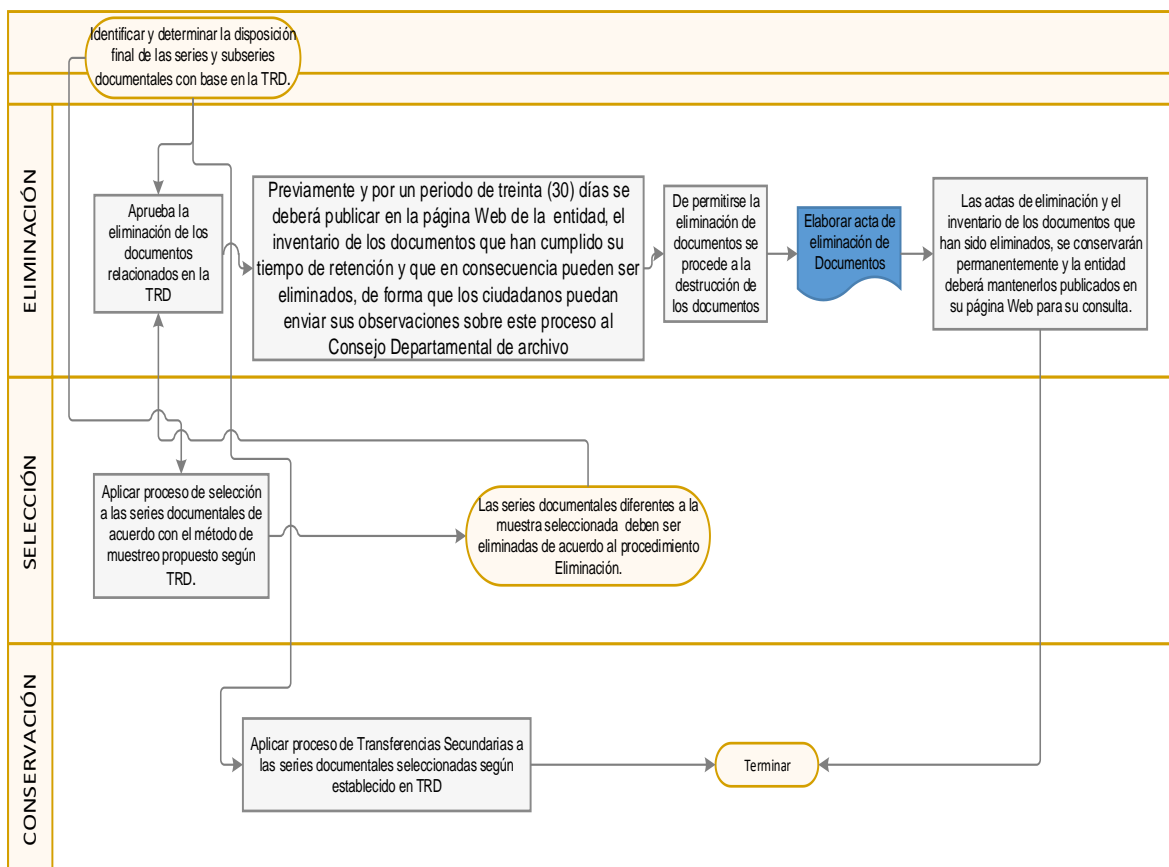 Identificar y determinar la disposición
final de las series y subseries
documentales con base en la TRD.
ELIMINACIÓN
Aprueba la
eliminación de los
documentos
relacionados en la
TRD
Previamente y por un periodo de treinta (30) días se
deberá publicar en la página Web de la entidad, el
inventario de los documentos que han cumplido su
tiempo de retención y que en consecuencia pueden ser
eliminados, de forma que los ciudadanos puedan
enviar sus observaciones sobre este proceso al
Consejo Departamental de archivo
De permitirse la
eliminación de
documentos se
procede a la
destrucción de
los documentos
Elaborar acta de
eliminación de
Documentos
Las actas de eliminación y el
inventario de los documentos que
han sido eliminados, se conservarán
permanentemente y la entidad
deberá mantenerlos publicados en
su página Web para su consulta.
SELECCIÓN
Aplicar proceso de selección
a las series documentales de
acuerdo con el método de
muestreo propuesto según
TRD.
Las series documentales diferentes a la
muestra seleccionada deben ser
eliminadas de acuerdo al procedimiento
Eliminación.
CONSERVACIÓN
Aplicar proceso de Transferencias Secundarias a
las series documentales seleccionadas según
establecido en TRD
Terminar